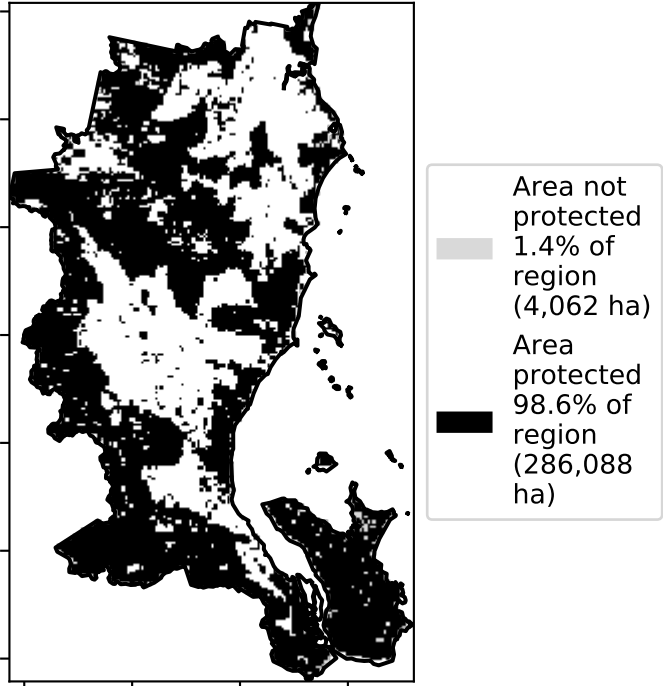 Area not
protected
1.4% of
region
(4,062 ha)
Area
protected
98.6% of
region
(286,088
ha)